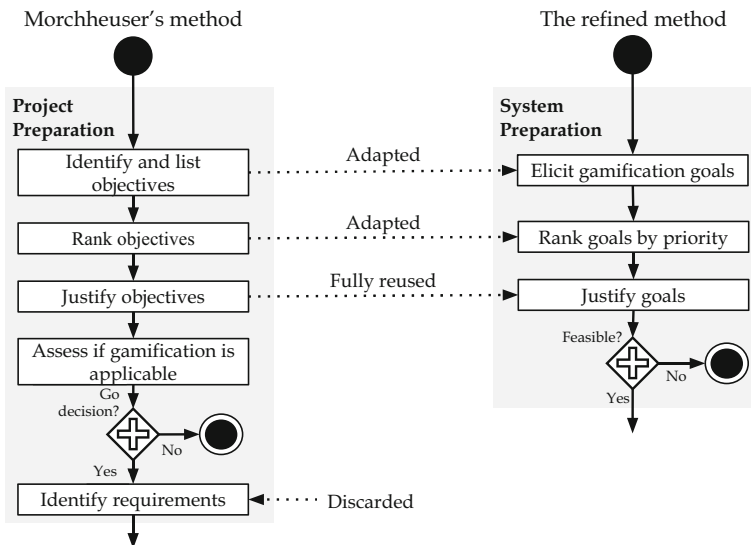 Morchheuser's method
The refined method
Project
Preparation
Identify and list
objectives
Rank objectives
Justify objectives
Assess if gamification is
applicable
Go
decision?
No
Yes
Identify requirements
Adapted
Adapted
Fully reused
Discarded
System
Preparation
Elicit gamification goals
Rank goals by priority
Justify goals
Feasible?
No
Yes